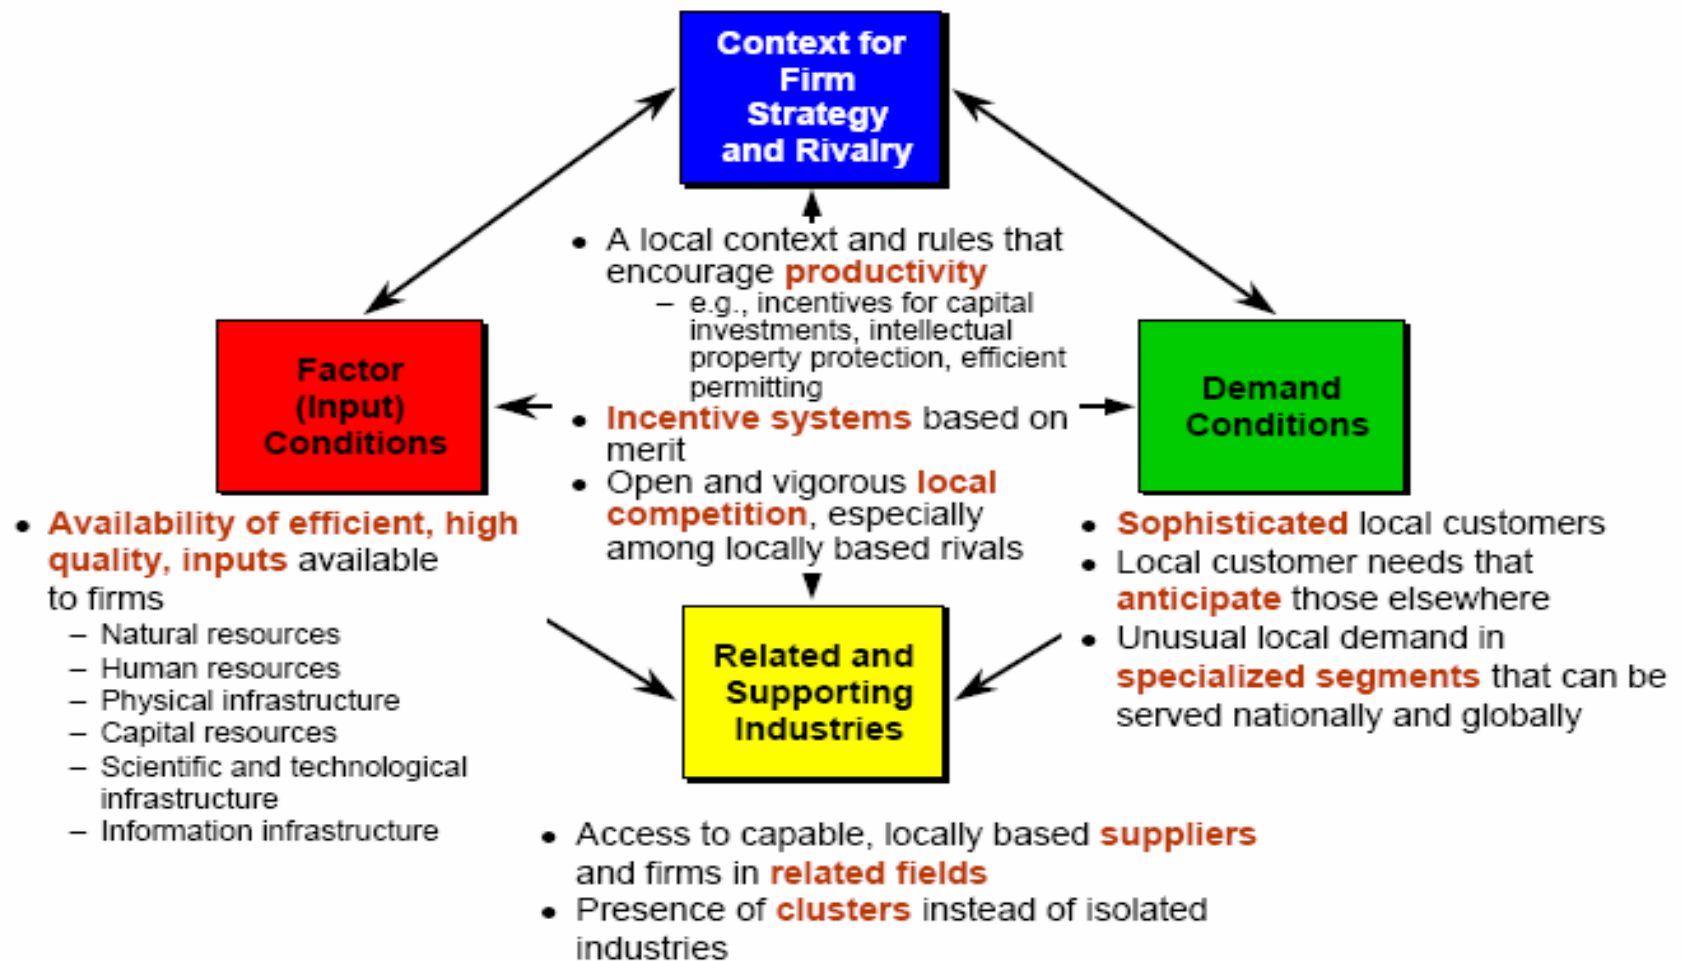 Context for
Firm
Strategy
and Rivalry
• A local context and rules that
encourage productivity
– e.g., incentives for capital
investments, intellectual
property protection, efficient
permitting
• Incentive systems based on
merit
• Open and vigorous local
competition, especially
among locally based rivals
Factor
(Input)
Conditions
• Availability of efficient, high
quality, inputs available
to firms
– Natural resources
– Human resources
– Physical infrastructure
– Capital resources
– Scientific and technological
infrastructure
– Information infrastructure
Demand
Conditions
• Sophisticated local customers
• Local customer needs that
anticipate those elsewhere
• Unusual local demand in
specialized segments that can be
served nationally and globally
Related and
Supporting
Industries
• Access to capable, locally based suppliers
and firms in related fields
• Presence of clusters instead of isolated
industries